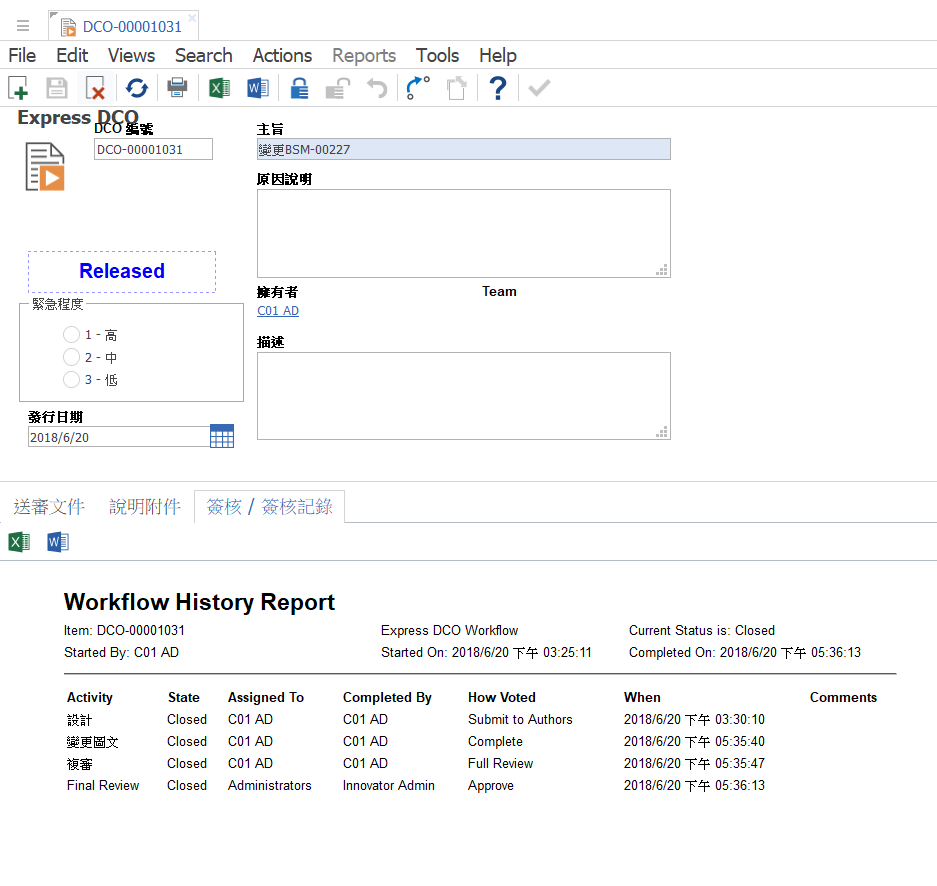 DCO-00001031
File Edit Views Search Actions Reports Tools Help
Express DCO
DCO 編號
DCO-00001031
主旨
變更BSM-00227
原因說明
Released
擁有者 Team
C01 AD
緊急程度
1 - 高
2 - 中
3 - 低
描述
發行日期
2018/6/20
送審文件 說明附件 簽核 / 簽核記錄
Workflow History Report
Item: DCO-00001031 Express DCO Workflow Current Status is: Closed
Started By: C01 AD Started On: 2018/6/20 下午 03:25:11 Completed On: 2018/6/20 下午 05:36:13
Activity State Assigned To Completed By How Voted When Comments
設計 Closed C01 AD C01 AD Submit to Authors 2018/6/20 下午 03:30:10
變更圖文 Closed C01 AD C01 AD Complete 2018/6/20 下午 05:35:40
複審 Closed C01 AD C01 AD Full Review 2018/6/20 下午 05:35:47
Final Review Closed Administrators Innovator Admin Approve 2018/6/20 下午 05:36:13